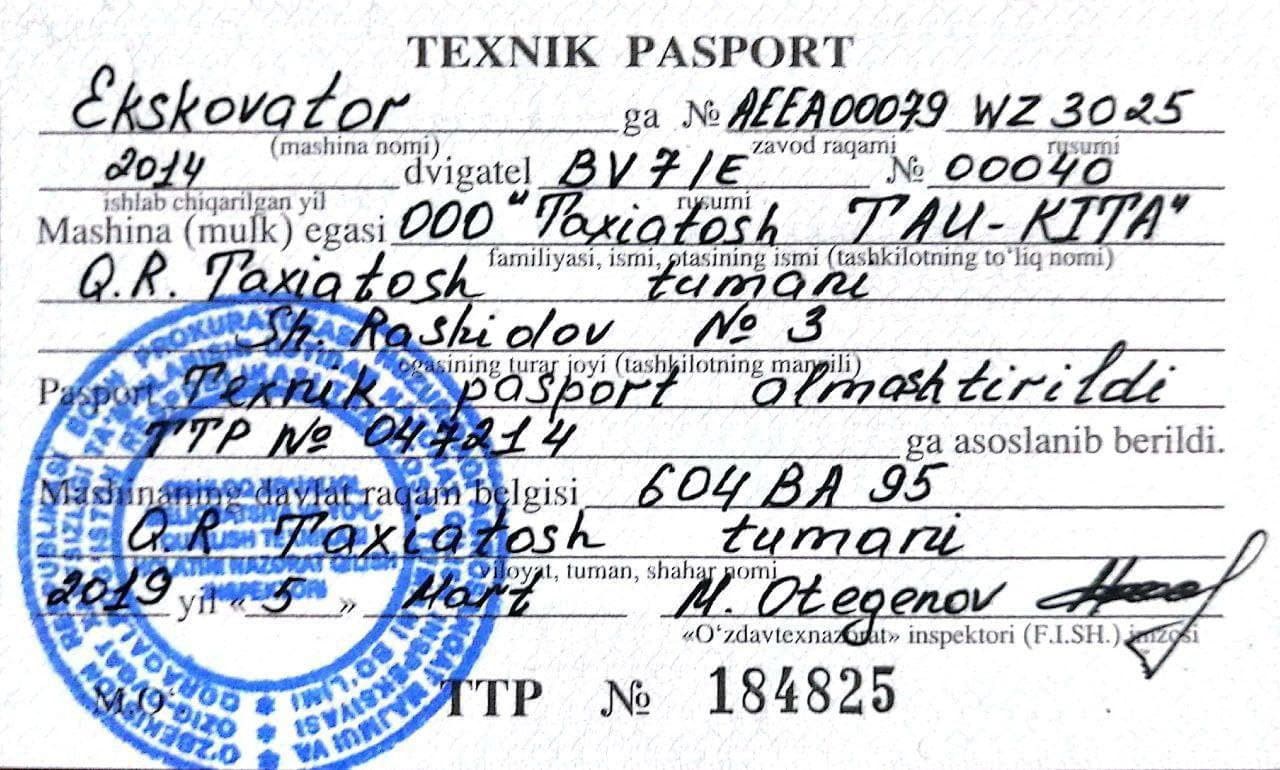 TEXNIK PASPORT
Ekskovator ga № AEEA00079 WZ 3025
(mashina nomi) zavod raqami rusumi
2014 dvigatel BV71E № 00040
ishlab chiqarilgan yil rusumi
Mashina (mulk) egasi OOO "Taxiatosh TAU-KITA"
familiyasi, ismi, otasining ismi (tashkilotning to‘liq nomi)
Q.R. Taxiatosh tumani
Sh. Rashidov № 3
egasining turar joyi (tashkilotning manzili)
Pasport Texnik pasport almashtirildi
TTP № 047214 ga asoslanib berildi.
Mashinaning davlat raqam belgisi 604 BA 95
Q.R Taxiatosh tumani
viloyat, tuman, shahar nomi
2019 yil « 5 » Mart M. Otegenov
«O‘zdavtexnazorat» inspektori (F.I.SH.) imzosi
M.O‘ TTP № 184825